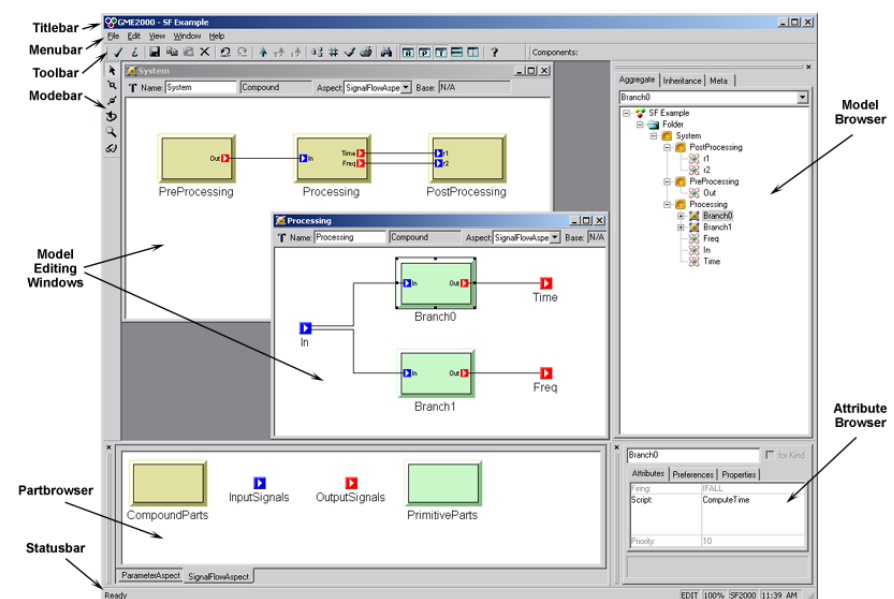 GME2000 - SF Example
Titlebar
File Edit View Window Help
Menubar
Toolbar
Components:
Modebar
System
Name: System Compound Aspect: SignalFlowAspe Base: N/A
Out
In
Time
Freq
r1
r2
PreProcessing Processing PostProcessing
Model
Editing
Windows
Processing
Name: Processing Compound Aspect: SignalFlowAspe Base: N/A
In Out
Branch0
Time
In
In Out
Branch1
Freq
Aggregate Inheritance Meta
Branch0
SF Example
Folder
System
PostProcessing
r1
r2
PreProcessing
Out
Processing
Branch0
Branch1
Freq
In
Time
Model
Browser
Attribute
Browser
Partbrowser
CompoundParts
InputSignals
OutputSignals
PrimitiveParts
ParameterAspect SignalFlowAspect
Branch0 for Kind
Attributes Preferences Properties
Firing: IFALL
Script: ComputeTime
Priority: 10
Statusbar
Ready
EDIT 100% SF2000 11:39 AM